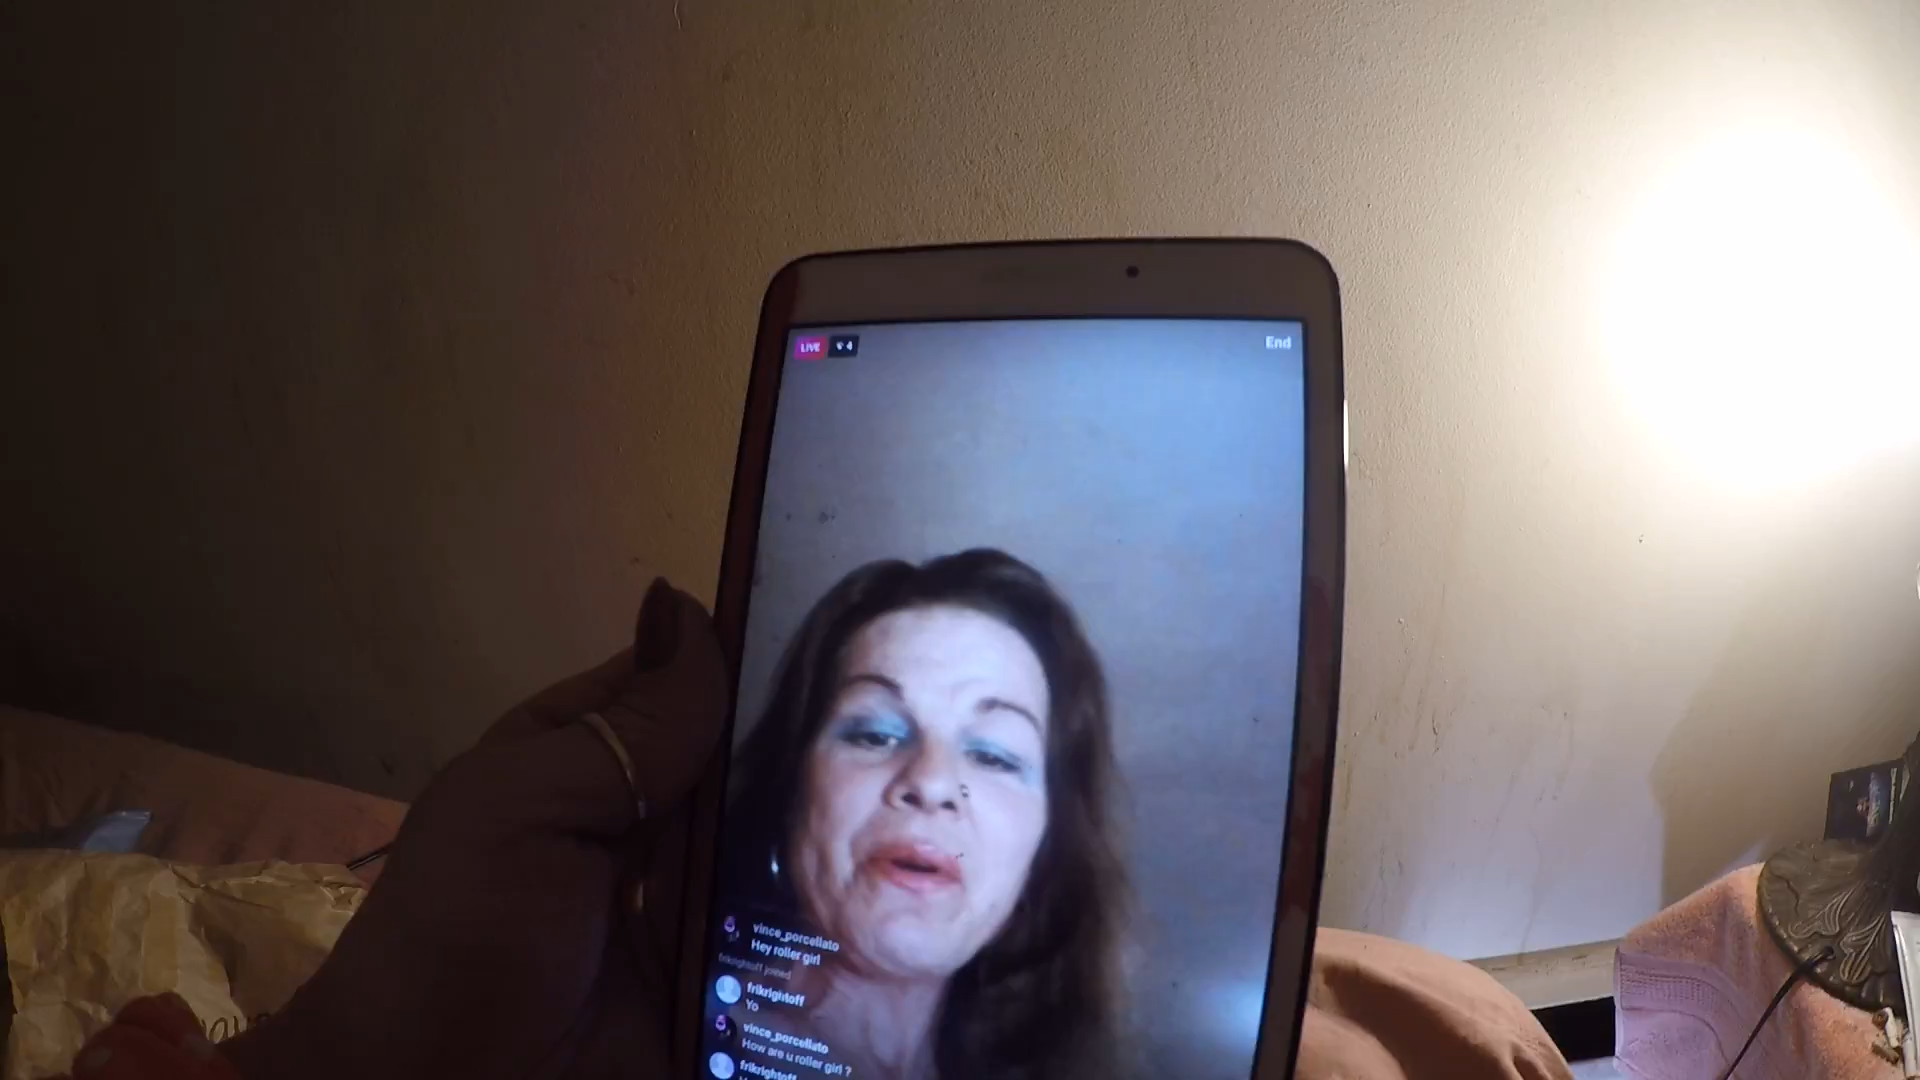 LIVE
4
End
vince_porcellato
Hey roller girl
frikrightoff joined
frikrightoff
Yo
vince_porcellato
How are u roller girl ?
frikrightoff